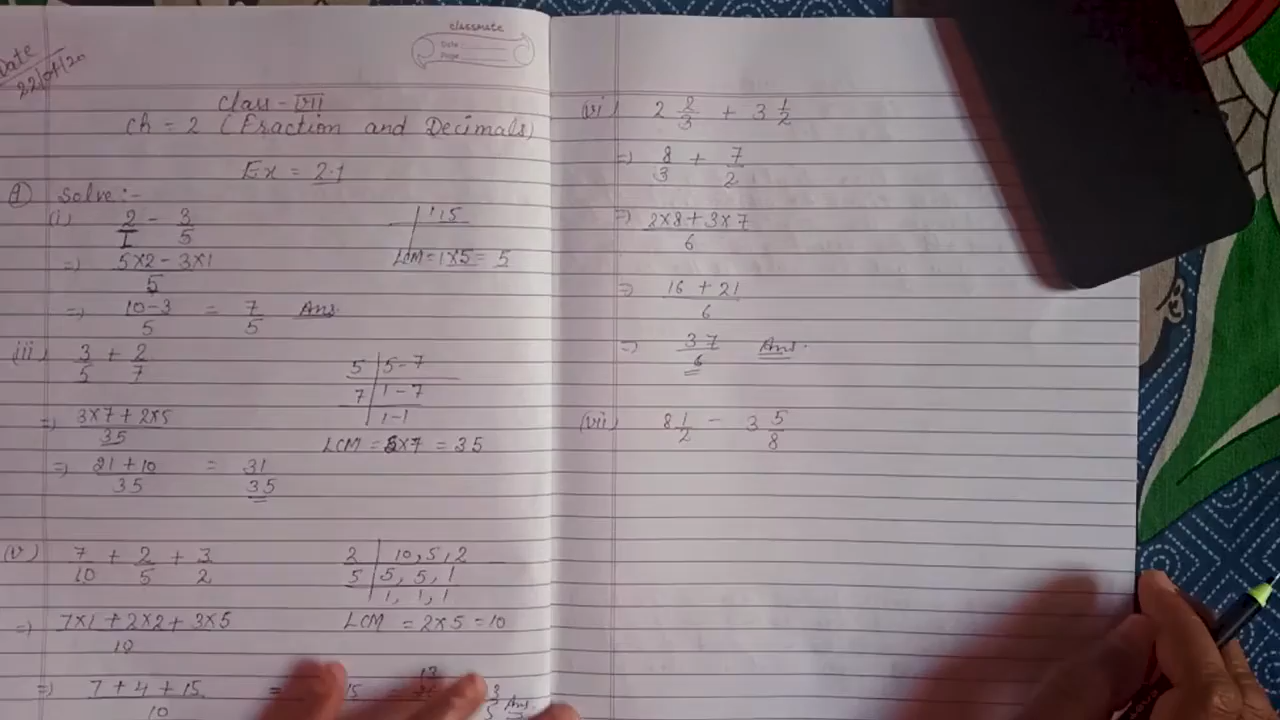 classmate
Date
Page
Date
22/04/20
Class - VII
Ch = 2 (Fraction and Decimals)
Ex = 2.1
1) Solve:-
(i) 2/1 - 3/5
1, 5
LCM = 1×5 = 5
=) 5×2 - 3×1 / 5
=) 10-3 / 5 = 7/5 Ans.
(iii) 3/5 + 2/7
5 | 5 - 7
7 | 1 - 7
1 - 1
=) 3×7 + 2×5 / 35
LCM = 5×7 = 35
=) 21 + 10 / 35 = 31/35
(v) 7/10 + 2/5 + 3/2
2 | 10, 5, 2
5 | 5, 5, 1
1, 1, 1
=) 7×1 + 2×2 + 3×5 / 10
LCM = 2×5 = 10
=) 7 + 4 + 15 / 10 = 15 13 3/5 Ans
(vi) 2 2/3 + 3 1/2
=) 8/3 + 7/2
=) 2×8 + 3×7 / 6
=) 16 + 21 / 6
=) 37/6 Ans.
(vii) 8 1/2 - 3 5/8